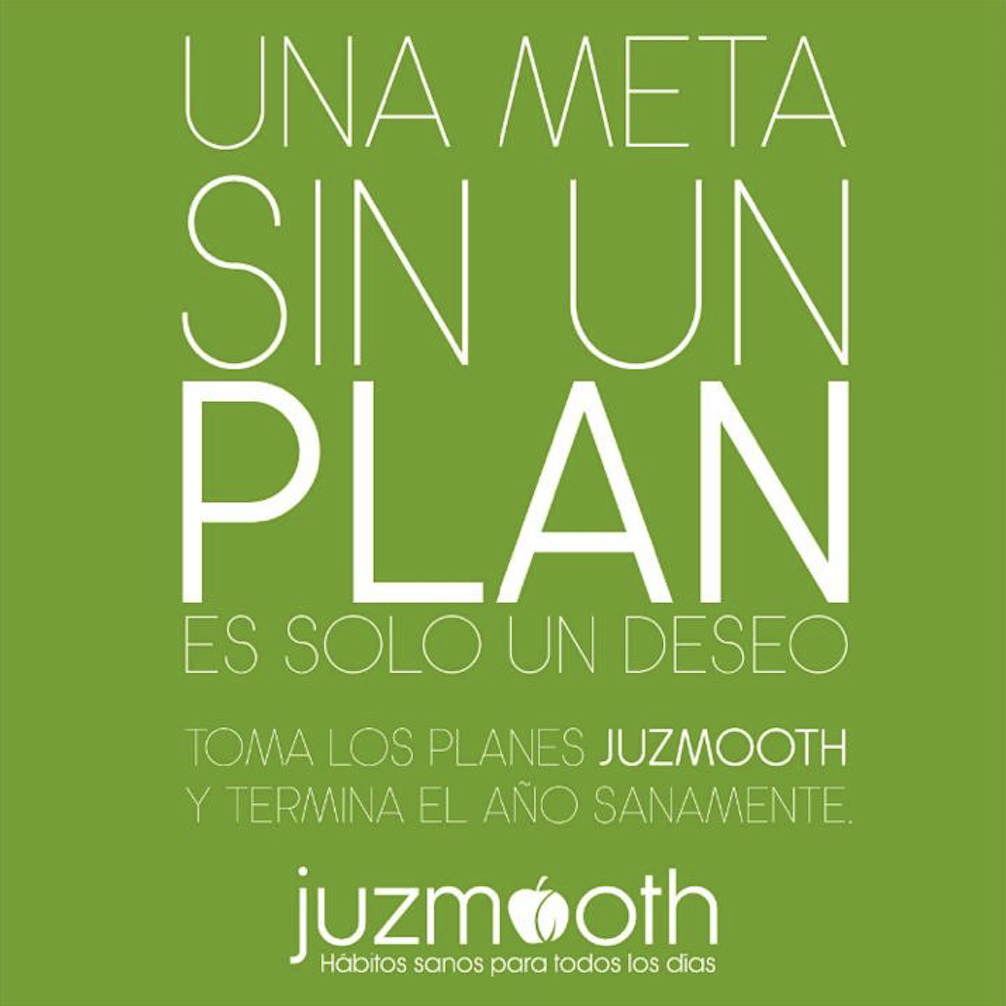 UNA META
SIN UN
PLAN
ES SOLO UN DESEO
TOMA LOS PLANES JUZMOOTH
Y TERMINA EL AÑO SANAMENTE.
juzmooth
Hábitos sanos para todos los días